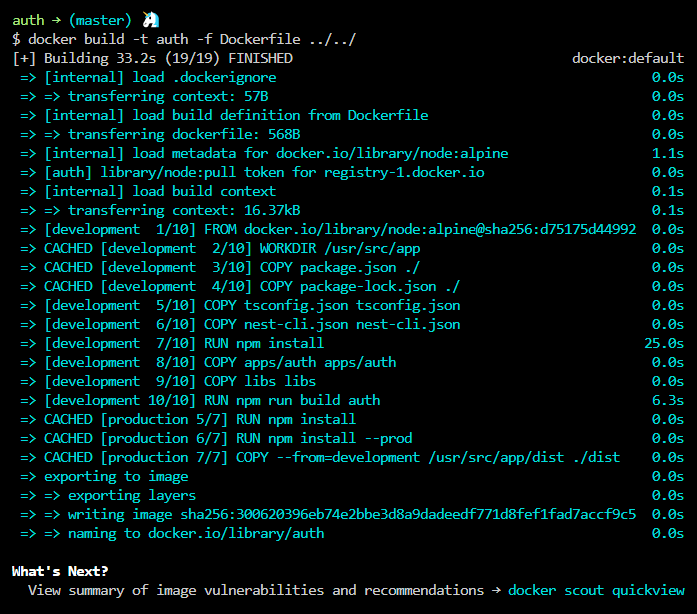 auth → (master) 🦄
$ docker build -t auth -f Dockerfile ../../
[+] Building 33.2s (19/19) FINISHED docker:default
=> [internal] load .dockerignore 0.0s
=> => transferring context: 57B 0.0s
=> [internal] load build definition from Dockerfile 0.0s
=> => transferring dockerfile: 568B 0.0s
=> [internal] load metadata for docker.io/library/node:alpine 1.1s
=> [auth] library/node:pull token for registry-1.docker.io 0.0s
=> [internal] load build context 0.1s
=> => transferring context: 16.37kB 0.1s
=> [development  1/10] FROM docker.io/library/node:alpine@sha256:d75175d44992 0.0s
=> CACHED [development  2/10] WORKDIR /usr/src/app 0.0s
=> CACHED [development  3/10] COPY package.json ./ 0.0s
=> CACHED [development  4/10] COPY package-lock.json ./ 0.0s
=> [development  5/10] COPY tsconfig.json tsconfig.json 0.0s
=> [development  6/10] COPY nest-cli.json nest-cli.json 0.0s
=> [development  7/10] RUN npm install 25.0s
=> [development  8/10] COPY apps/auth apps/auth 0.0s
=> [development  9/10] COPY libs libs 0.0s
=> [development 10/10] RUN npm run build auth 6.3s
=> CACHED [production 5/7] RUN npm install 0.0s
=> CACHED [production 6/7] RUN npm install --prod 0.0s
=> CACHED [production 7/7] COPY --from=development /usr/src/app/dist ./dist 0.0s
=> exporting to image 0.0s
=> => exporting layers 0.0s
=> => writing image sha256:300620396eb74e2bbe3d8a9dadeedf771d8fef1fad7accf9c5 0.0s
=> => naming to docker.io/library/auth 0.0s
What's Next?
View summary of image vulnerabilities and recommendations → docker scout quickview